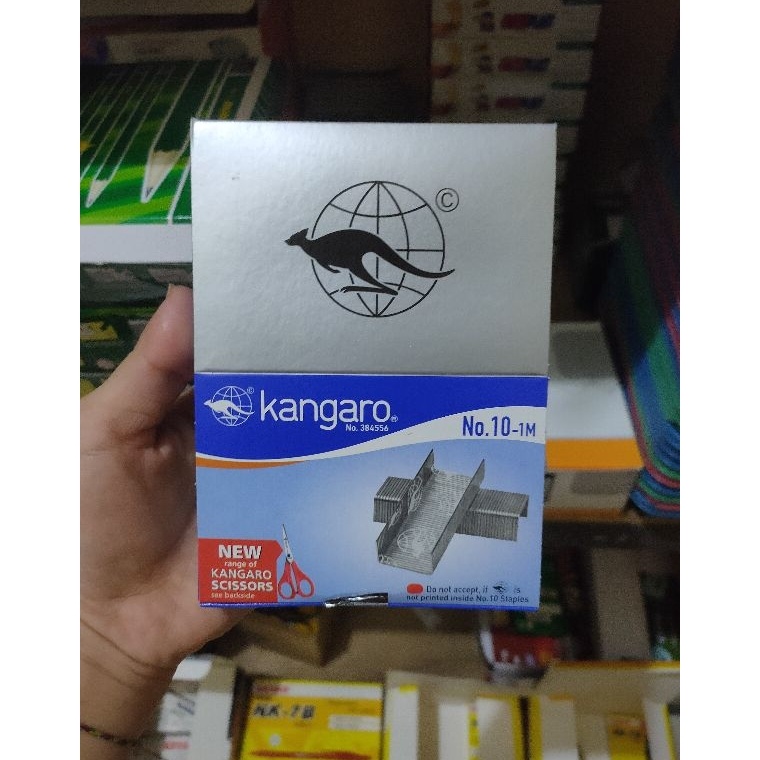 ©
©
kangaro®
No. 384556
No.10-1M
NEW
range of
KANGARO
SCISSORS
see backside
Do not accept, if is
not printed inside No. 10 Staples